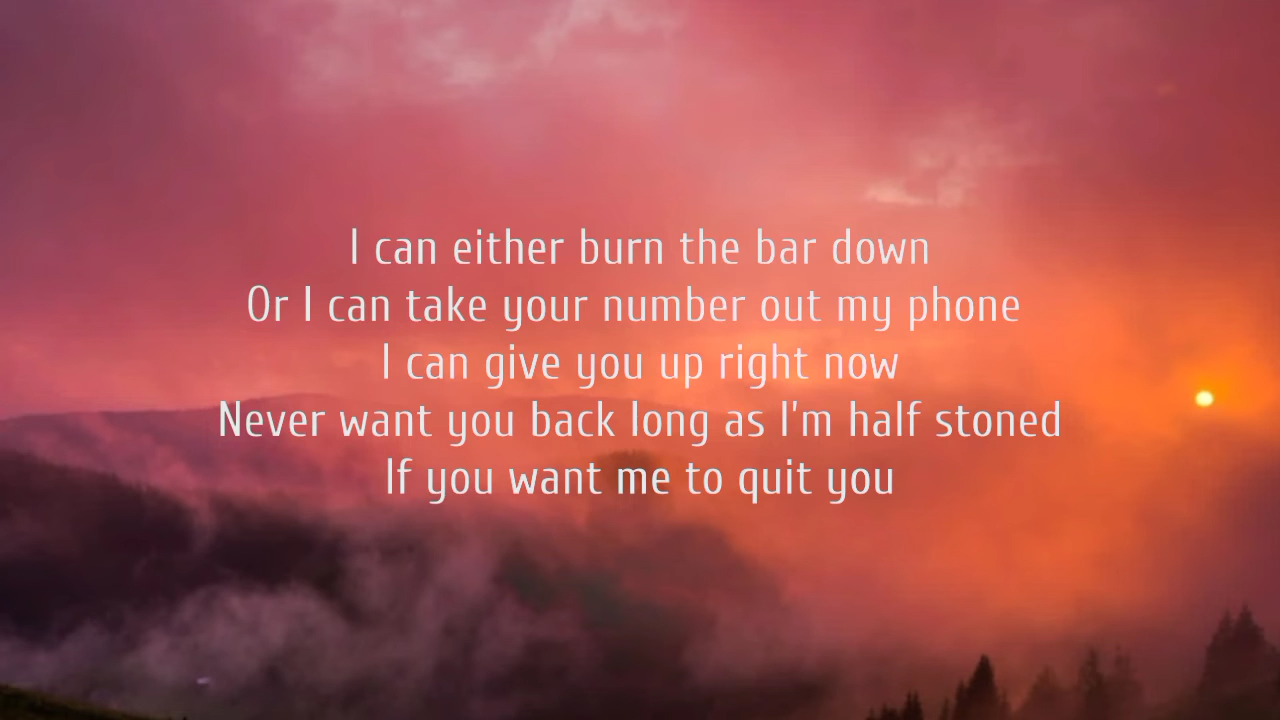 I can either burn the bar down
Or I can take your number out my phone
I can give you up right now
Never want you back long as I'm half stoned
If you want me to quit you